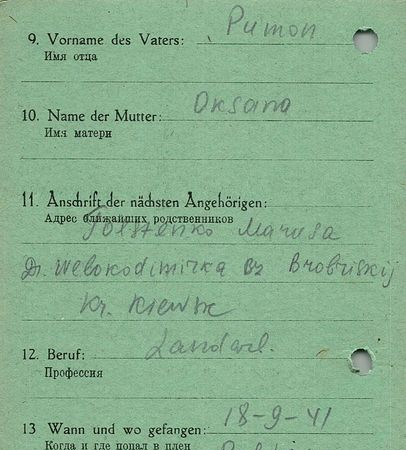 9. Vorname des Vaters: Pumon
Имя отца
10. Name der Mutter: Oksana
Имя матери
11. Anschrift der nächsten Angehörigen:
Адрес ближайших родственников
Marusa
D. Welokodimirka Bz
Kr.
12. Beruf: Landarb.
Профессия
13 Wann und wo gefangen: 18-9-41
Когда и где попал в плен